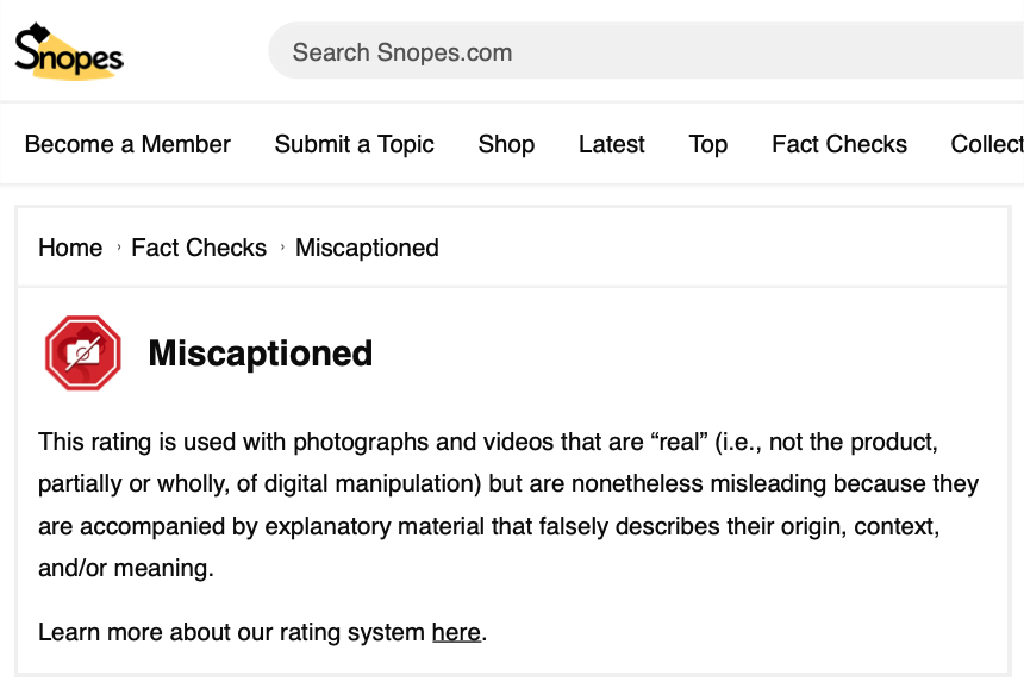 Snopes
Search Snopes.com
Become a Member Submit a Topic Shop Latest Top Fact Checks Collect
Home › Fact Checks › Miscaptioned
Miscaptioned
This rating is used with photographs and videos that are “real” (i.e., not the product,
partially or wholly, of digital manipulation) but are nonetheless misleading because they
are accompanied by explanatory material that falsely describes their origin, context,
and/or meaning.
Learn more about our rating system here.